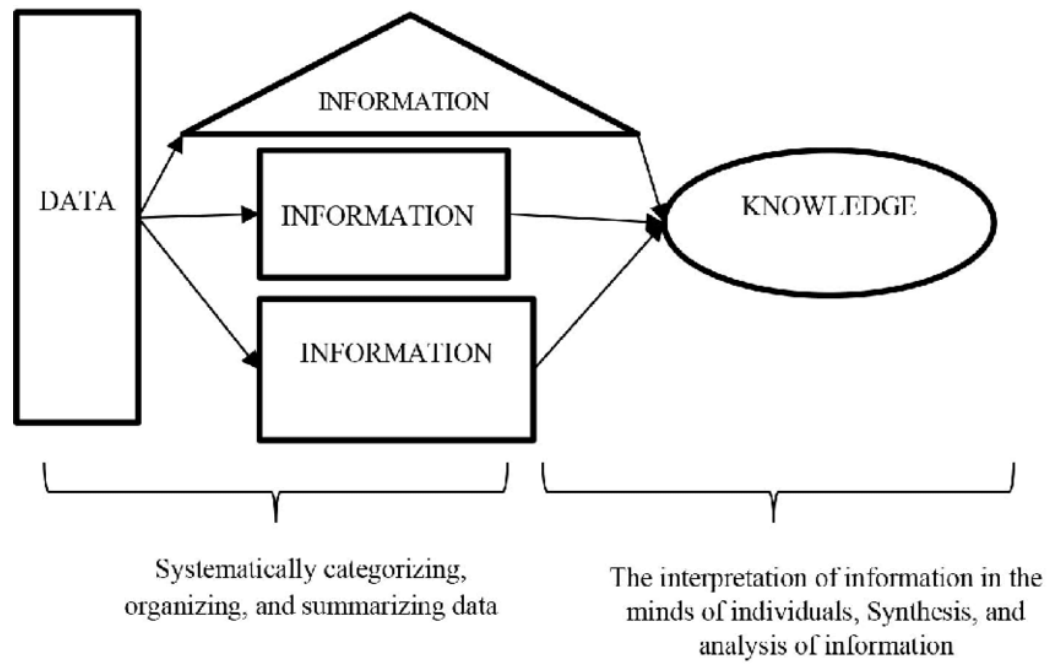 INFORMATION
DATA
INFORMATION
KNOWLEDGE
INFORMATION
Systematically categorizing,
organizing, and summarizing data
The interpretation of information in the
minds of individuals, Synthesis, and
analysis of information